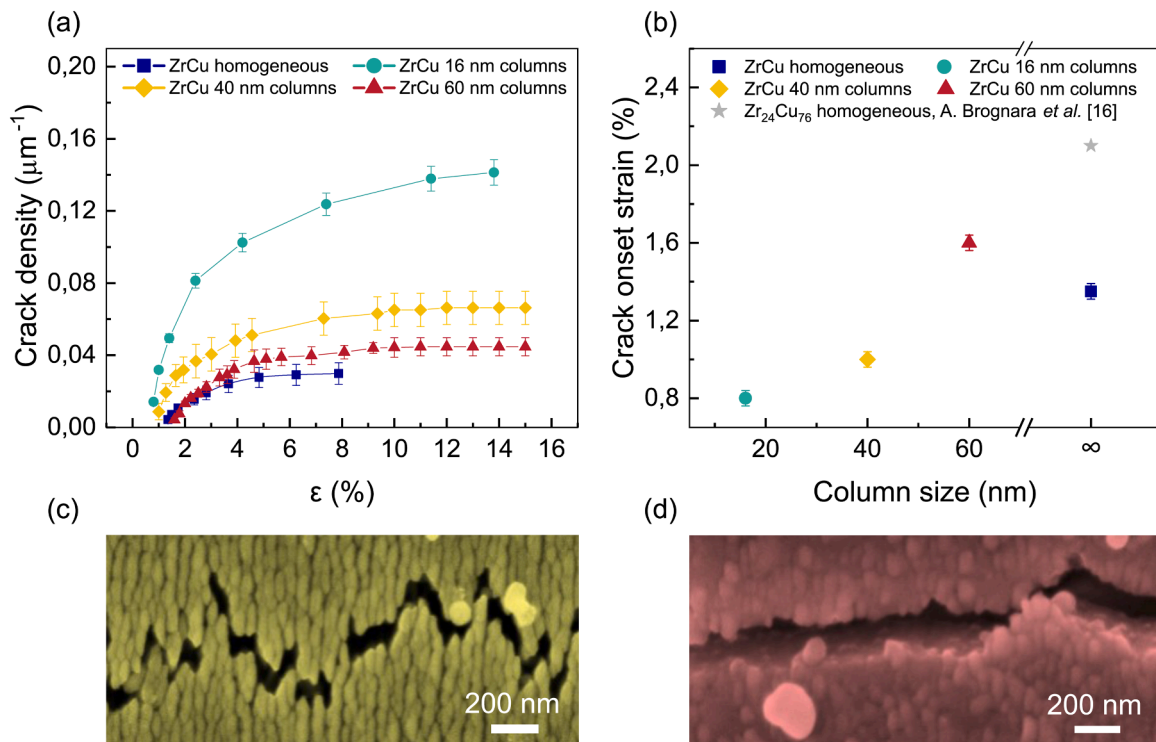 (a)
0,20
0,16
0,12
0,08
0,04
0,00
Crack density (μm⁻¹)
ZrCu homogeneous
ZrCu 16 nm columns
ZrCu 40 nm columns
ZrCu 60 nm columns
0 2 4 6 8 10 12 14 16
ε (%)
(b)
2,4
2,0
1,6
1,2
0,8
Crack onset strain (%)
ZrCu homogeneous
ZrCu 16 nm columns
ZrCu 40 nm columns
ZrCu 60 nm columns
Zr₂₄Cu₇₆ homogeneous, A. Brognara et al. [16]
20 40 60 ∞
Column size (nm)
(c)
200 nm
(d)
200 nm